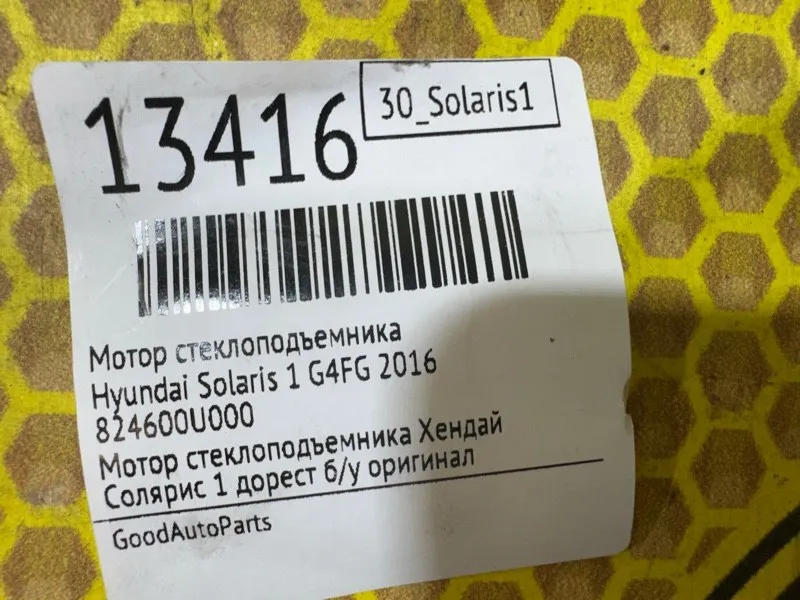 13416
30_Solaris1
Мотор стеклоподъемника
Hyundai Solaris 1 G4FG 2016
824600U000
Мотор стеклоподъемника Хендай
Солярис 1 дорест б/у оригинал
GoodAutoParts